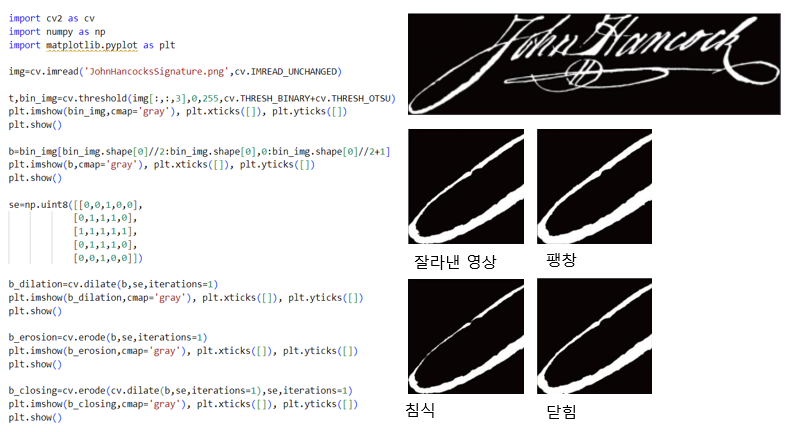 import cv2 as cv
import numpy as np
import matplotlib.pyplot as plt
img=cv.imread('JohnHancocksSignature.png',cv.IMREAD_UNCHANGED)
t,bin_img=cv.threshold(img[:,:,3],0,255,cv.THRESH_BINARY+cv.THRESH_OTSU)
plt.imshow(bin_img,cmap='gray'), plt.xticks([]), plt.yticks([])
plt.show()
b=bin_img[bin_img.shape[0]//2:bin_img.shape[0],0:bin_img.shape[0]//2+1]
plt.imshow(b,cmap='gray'), plt.xticks([]), plt.yticks([])
plt.show()
se=np.uint8([[0,0,1,0,0],
[0,1,1,1,0],
[1,1,1,1,1],
[0,1,1,1,0],
[0,0,1,0,0]])
b_dilation=cv.dilate(b,se,iterations=1)
plt.imshow(b_dilation,cmap='gray'), plt.xticks([]), plt.yticks([])
plt.show()
b_erosion=cv.erode(b,se,iterations=1)
plt.imshow(b_erosion,cmap='gray'), plt.xticks([]), plt.yticks([])
plt.show()
b_closing=cv.erode(cv.dilate(b,se,iterations=1),se,iterations=1)
plt.imshow(b_closing,cmap='gray'), plt.xticks([]), plt.yticks([])
plt.show()
John Hancock
잘라낸 영상 팽창
침식 닫힘